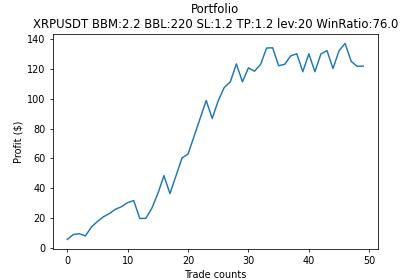 Portfolio
XRPUSDT BBM:2.2 BBL:220 SL:1.2 TP:1.2 lev:20 WinRatio:76.0
140
120
100
80
60
40
20
0
Profit ($)
0 10 20 30 40 50
Trade counts